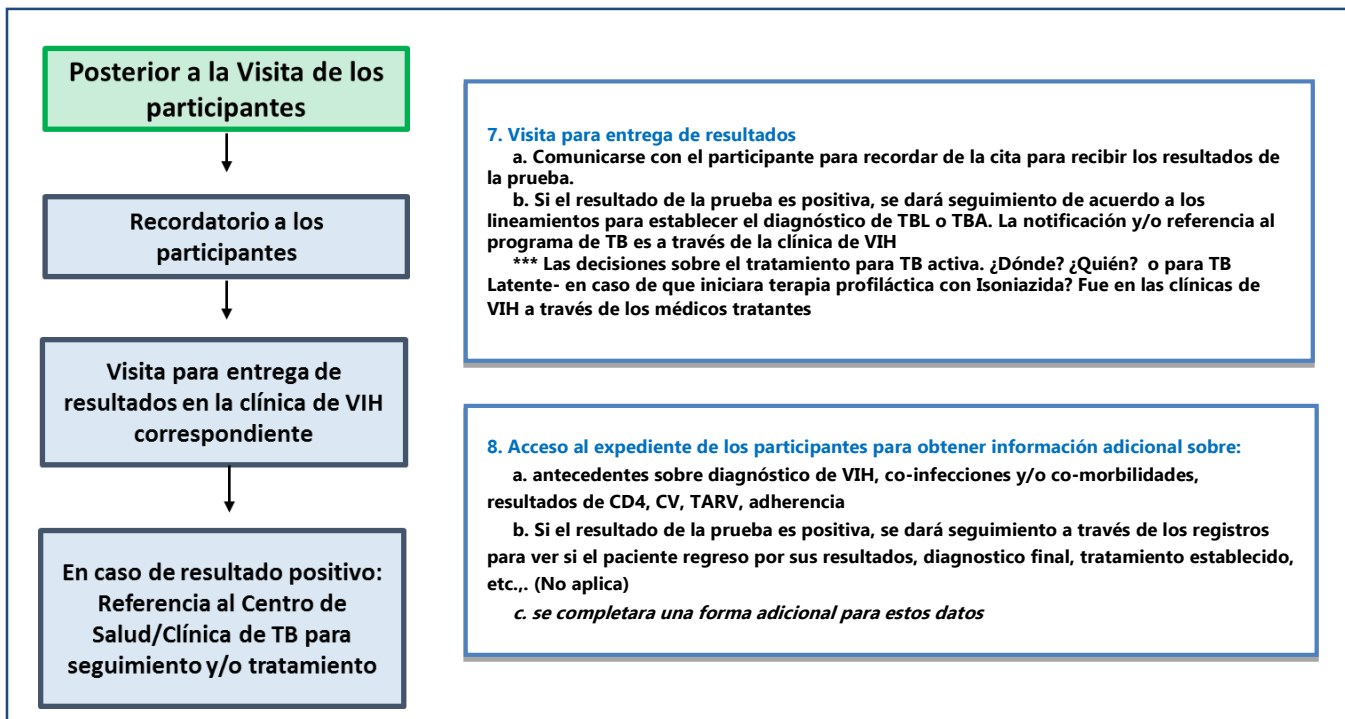 Posterior a la Visita de los
participantes
Recordatorio a los
participantes
Visita para entrega de
resultados en la clínica de VIH
correspondiente
En caso de resultado positivo:
Referencia al Centro de
Salud/Clínica de TB para
seguimiento y/o tratamiento
7. Visita para entrega de resultados
a. Comunicarse con el participante para recordar de la cita para recibir los resultados de
la prueba.
b. Si el resultado de la prueba es positiva, se dará seguimiento de acuerdo a los
lineamientos para establecer el diagnóstico de TBL o TBA. La notificación y/o referencia al
programa de TB es a través de la clínica de VIH
*** Las decisiones sobre el tratamiento para TB activa. ¿Dónde? ¿Quién? o para TB
Latente- en caso de que iniciara terapia profiláctica con Isoniazida? Fue en las clínicas de
VIH a través de los médicos tratantes
8. Acceso al expediente de los participantes para obtener información adicional sobre:
a. antecedentes sobre diagnóstico de VIH, co-infecciones y/o co-morbilidades,
resultados de CD4, CV, TARV, adherencia
b. Si el resultado de la prueba es positiva, se dará seguimiento a través de los registros
para ver si el paciente regreso por sus resultados, diagnostico final, tratamiento establecido,
etc.,. (No aplica)
c. se completara una forma adicional para estos datos